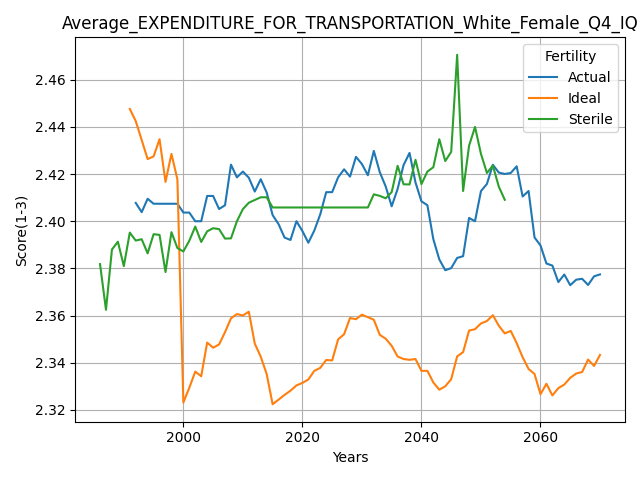 Average_EXPENDITURE_FOR_TRANSPORTATION_White_Female_Q4_IQ
Fertility
Actual
Ideal
Sterile
Score(1-3)
2.46
2.44
2.42
2.40
2.38
2.36
2.34
2.32
2000
2020
2040
2060
Years